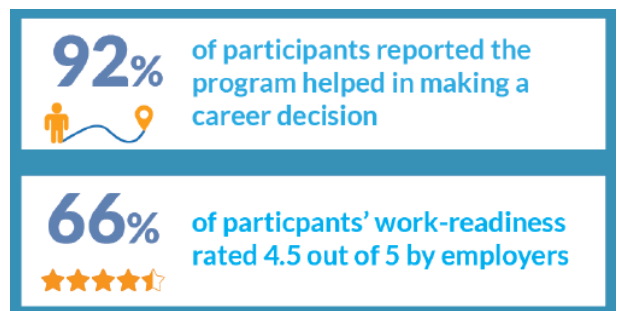 92%
of participants reported the
program helped in making a
career decision
66%
of particpants' work-readiness
rated 4.5 out of 5 by employers